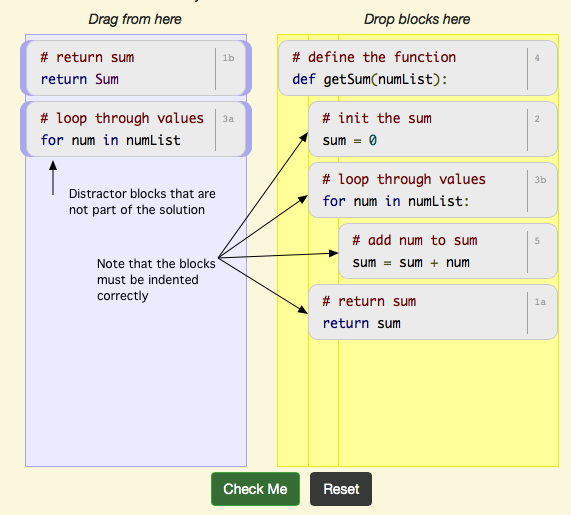 Drag from here
Drop blocks here
# return sum
1b
return Sum
# loop through values
3a
for num in numList
Distractor blocks that are
not part of the solution
Note that the blocks
must be indented
correctly
# define the function
4
def getSum(numList):
# init the sum
2
sum = 0
# loop through values
3b
for num in numList:
# add num to sum
5
sum = sum + num
# return sum
1a
return sum
Check Me
Reset